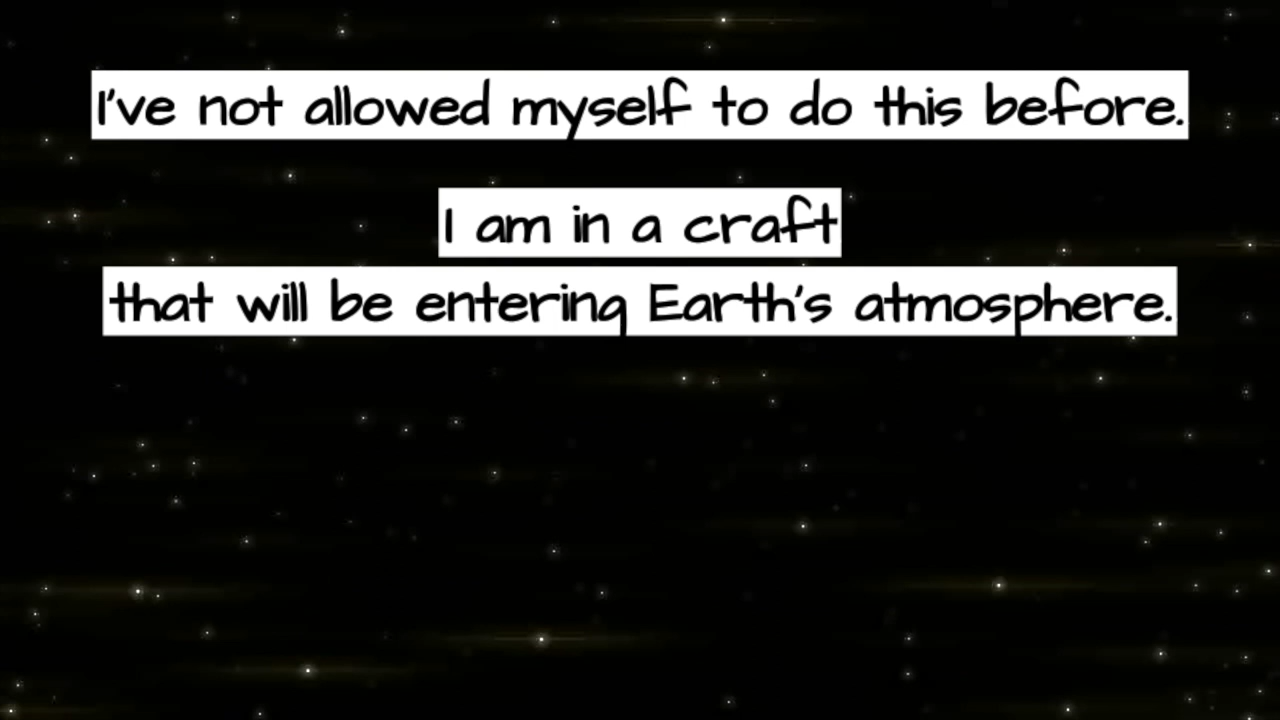 I've not allowed myself to do this before.
I am in a craft
that will be entering Earth's atmosphere.